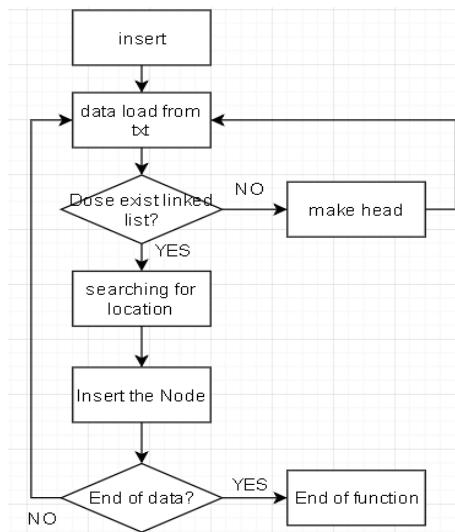 insert
data load from
txt
Dose exist linked
list?
NO
make head
YES
searching for
location
Insert the Node
End of data?
YES
End of function
NO